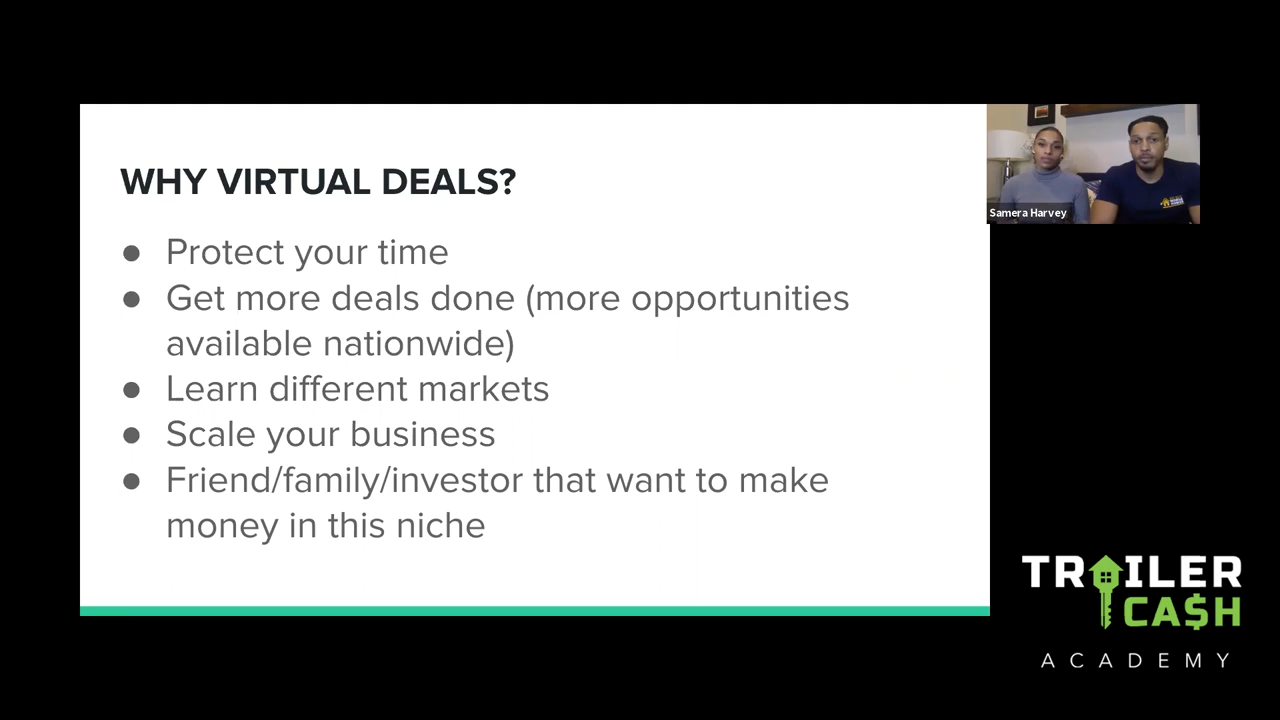 WHY VIRTUAL DEALS?
● Protect your time
● Get more deals done (more opportunities
available nationwide)
● Learn different markets
● Scale your business
● Friend/family/investor that want to make
money in this niche
Samera Harvey
TRAILER
CA$H
ACADEMY